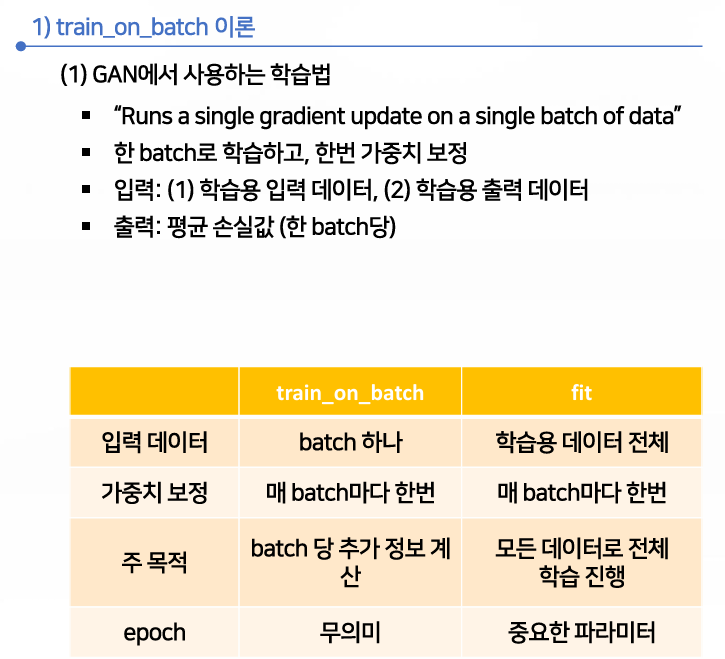 1) train_on_batch 이론
(1) GAN에서 사용하는 학습법
▪ “Runs a single gradient update on a single batch of data”
▪ 한 batch로 학습하고, 한번 가중치 보정
▪ 입력: (1) 학습용 입력 데이터, (2) 학습용 출력 데이터
▪ 출력: 평균 손실값 (한 batch당)
train_on_batch fit
입력 데이터 batch 하나 학습용 데이터 전체
가중치 보정 매 batch마다 한번 매 batch마다 한번
주 목적 batch 당 추가 정보 계산 모든 데이터로 전체 학습 진행
epoch 무의미 중요한 파라미터